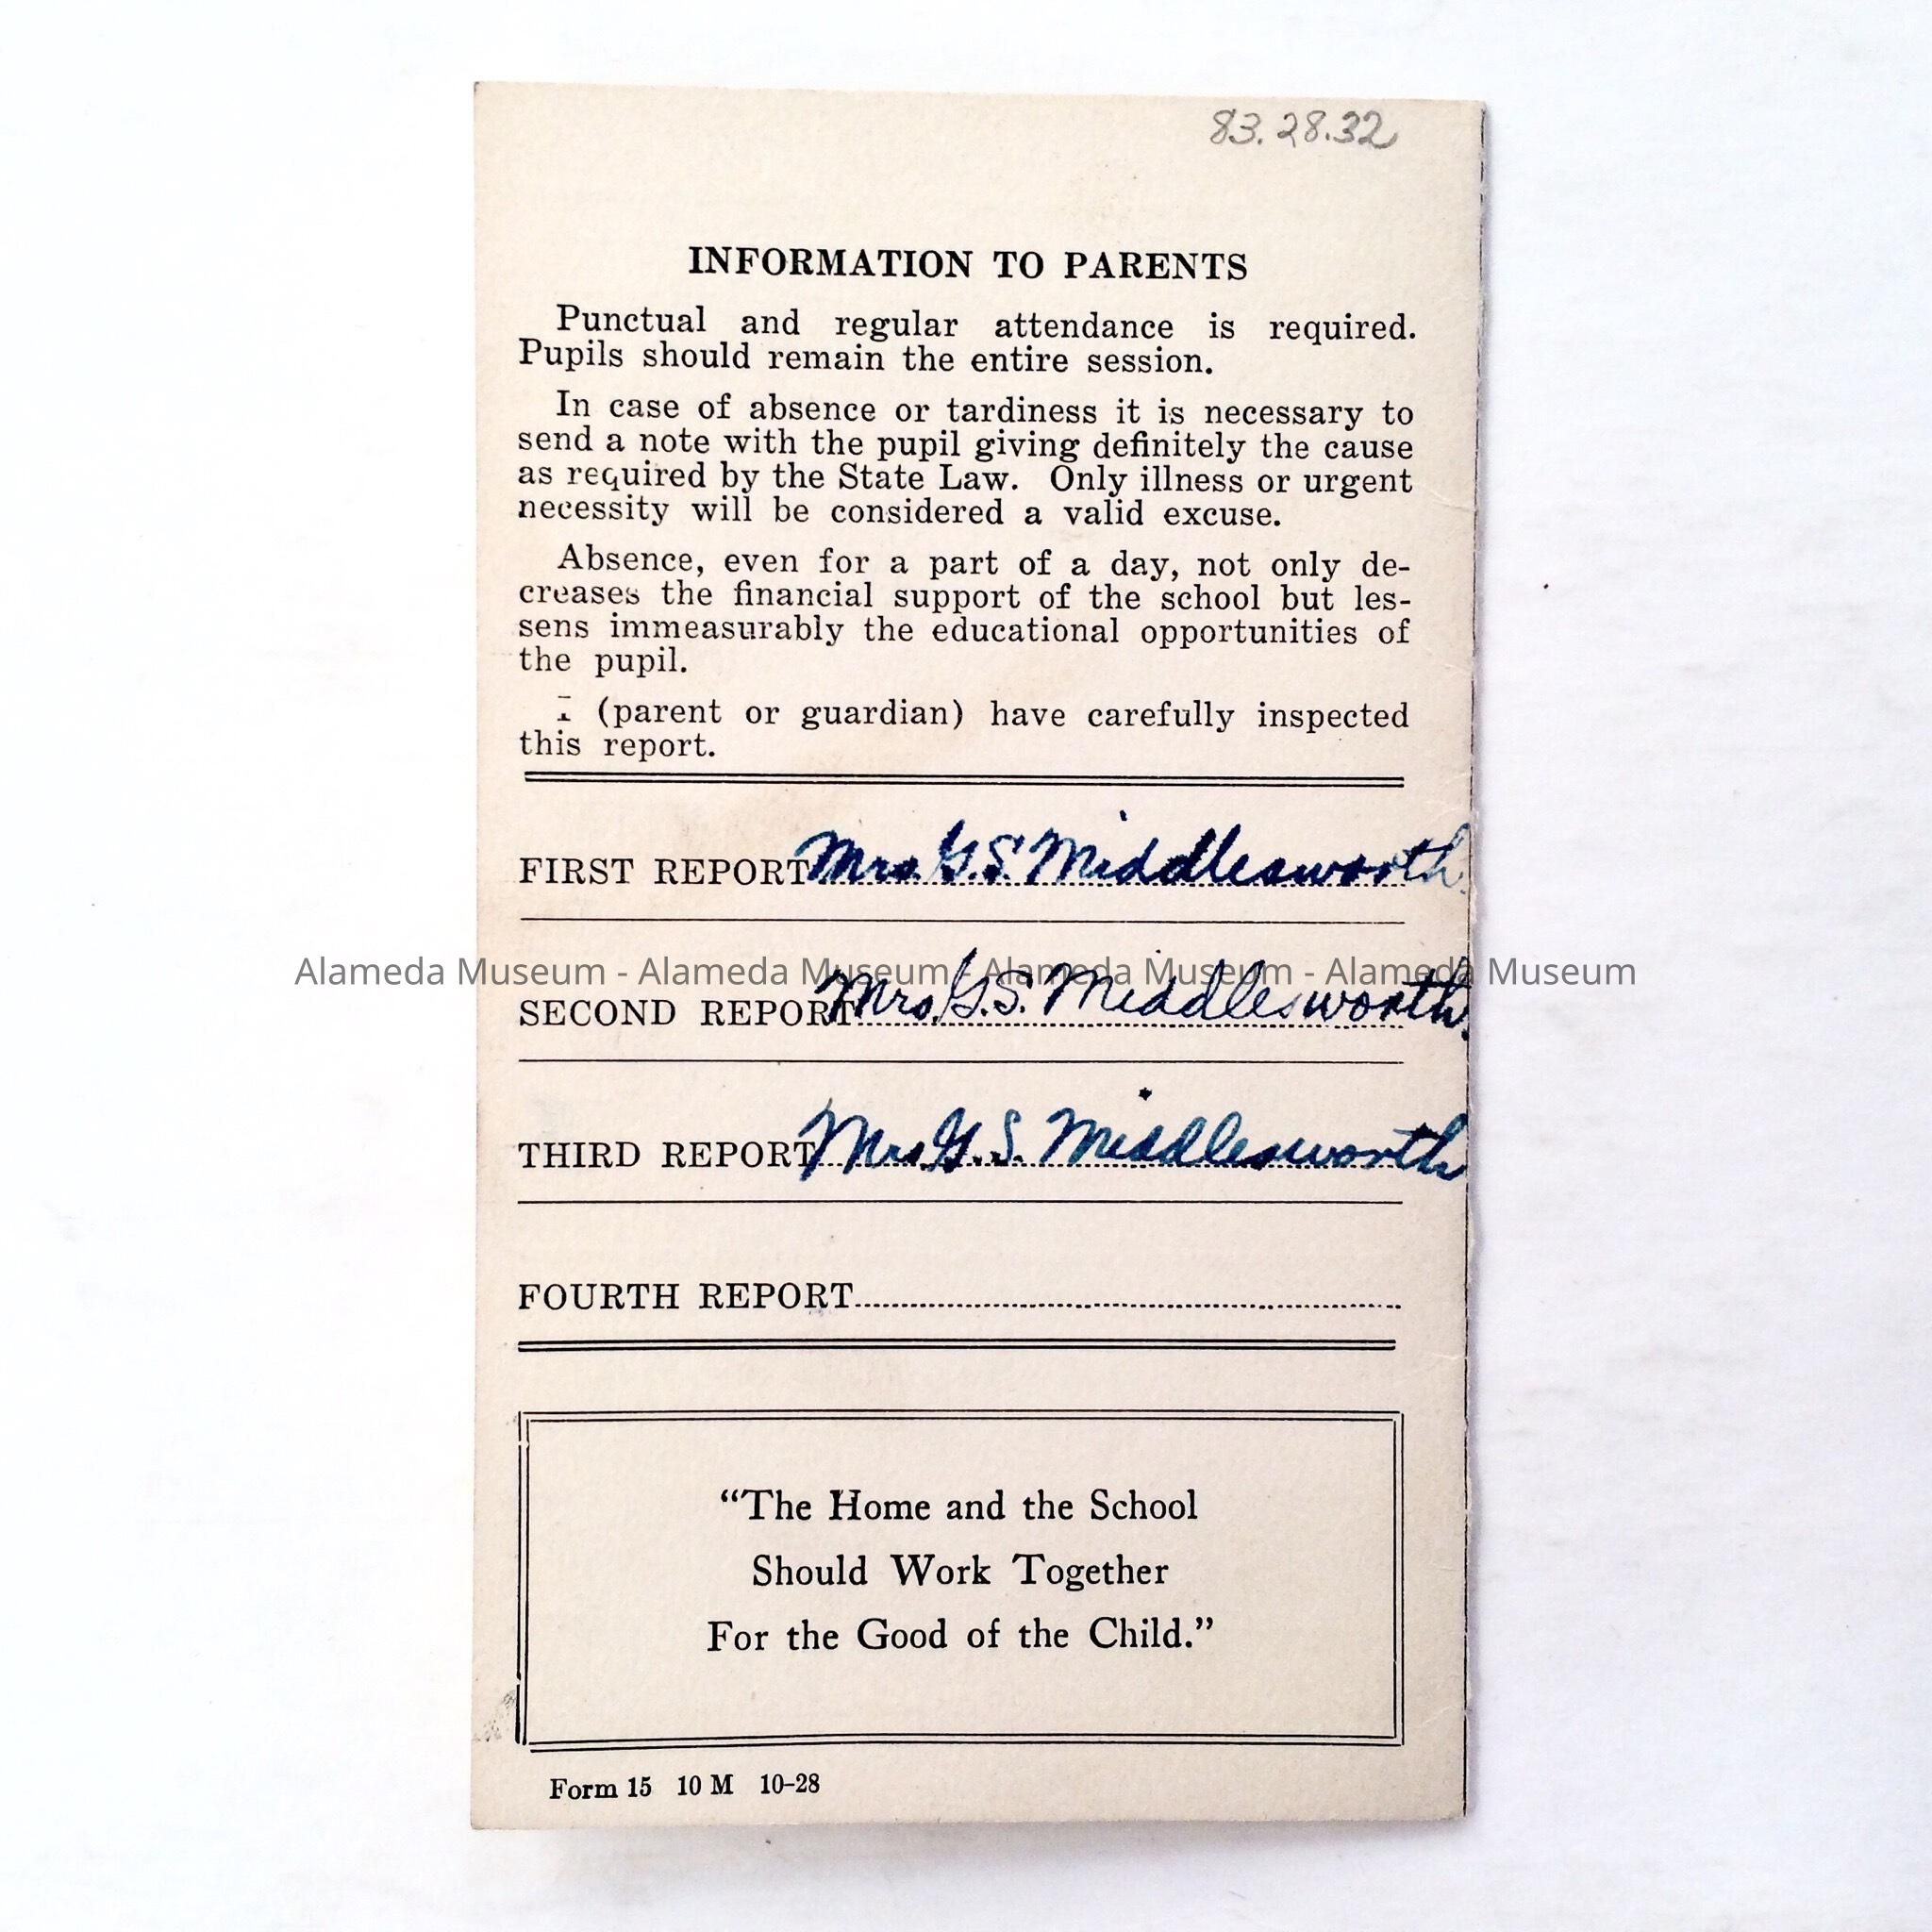 83.28.32
INFORMATION TO PARENTS
Punctual and regular attendance is required.
Pupils should remain the entire session.
In case of absence or tardiness it is necessary to
send a note with the pupil giving definitely the cause
as required by the State Law. Only illness or urgent
necessity will be considered a valid excuse.
Absence, even for a part of a day, not only de-
creases the financial support of the school but les-
sens immeasurably the educational opportunities of
the pupil.
I (parent or guardian) have carefully inspected
this report.
FIRST REPORT Mrs. G.S. Middlesworth.
Alameda Museum - Alameda Museum - Alameda Museum - Alameda Museum
SECOND REPORT Mrs. G.S. Middlesworth.
THIRD REPORT Mrs G.S. Middlesworth
FOURTH REPORT
“The Home and the School
Should Work Together
For the Good of the Child.”
Form 15 10 M 10-28